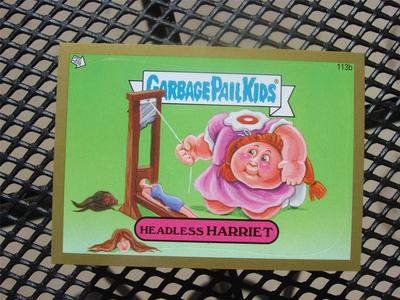 113b
GARBAGE PAIL KIDS
HEADLESS HARRIET